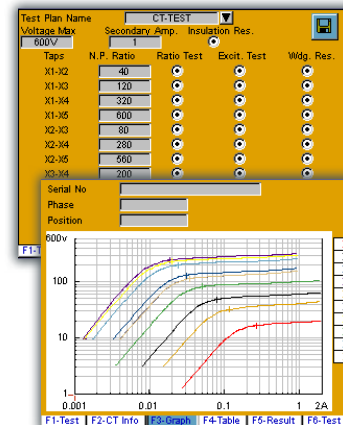 Test Plan Name CT-TEST
Voltage Max Secondary Amp. Insulation Res.
600V 1
Taps N.P. Ratio Ratio Test Excit. Test Wdg. Res.
X1-X2 40
X1-X3 120
X1-X4 320
X1-X5 600
X2-X3 80
X2-X4 280
X2-X5 560
X3-X4 200
Serial No
Phase
Position
600v
100
10
1
0.001 0.01 0.1 1 2A
F1-Test F2-CT Info F3-Graph F4-Table F5-Result F6-Test